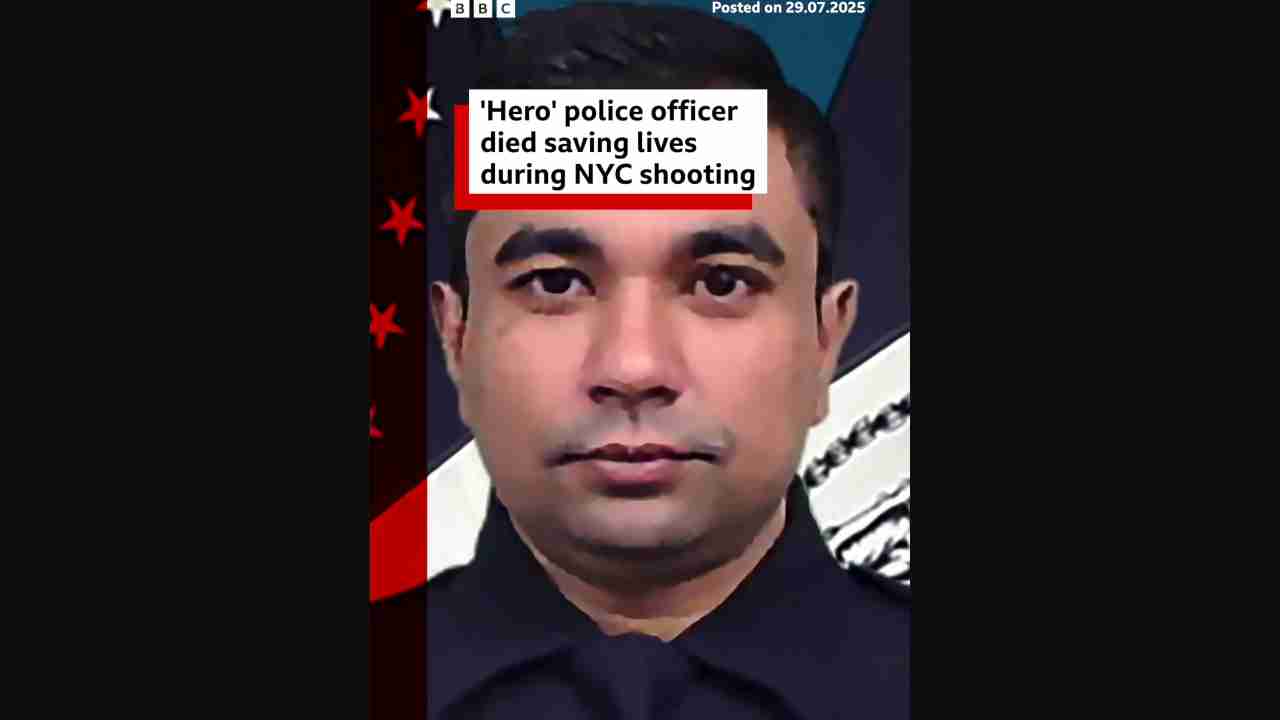 BBC
Posted on 29.07.2025
'Hero' police officer
died saving lives
during NYC shooting